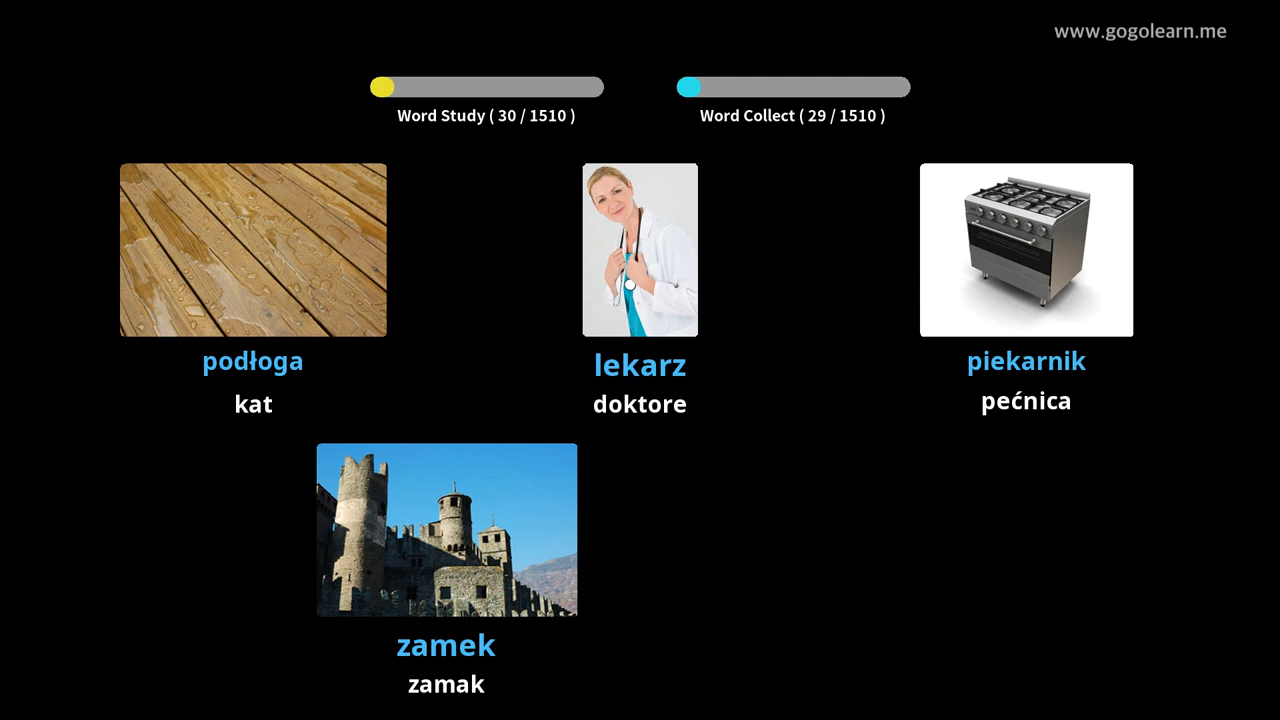 www.gogolearn.me
Word Study ( 30 / 1510 )
Word Collect ( 29 / 1510 )
podłoga
lekarz
piekarnik
kat
doktore
pećnica
zamek
zamak